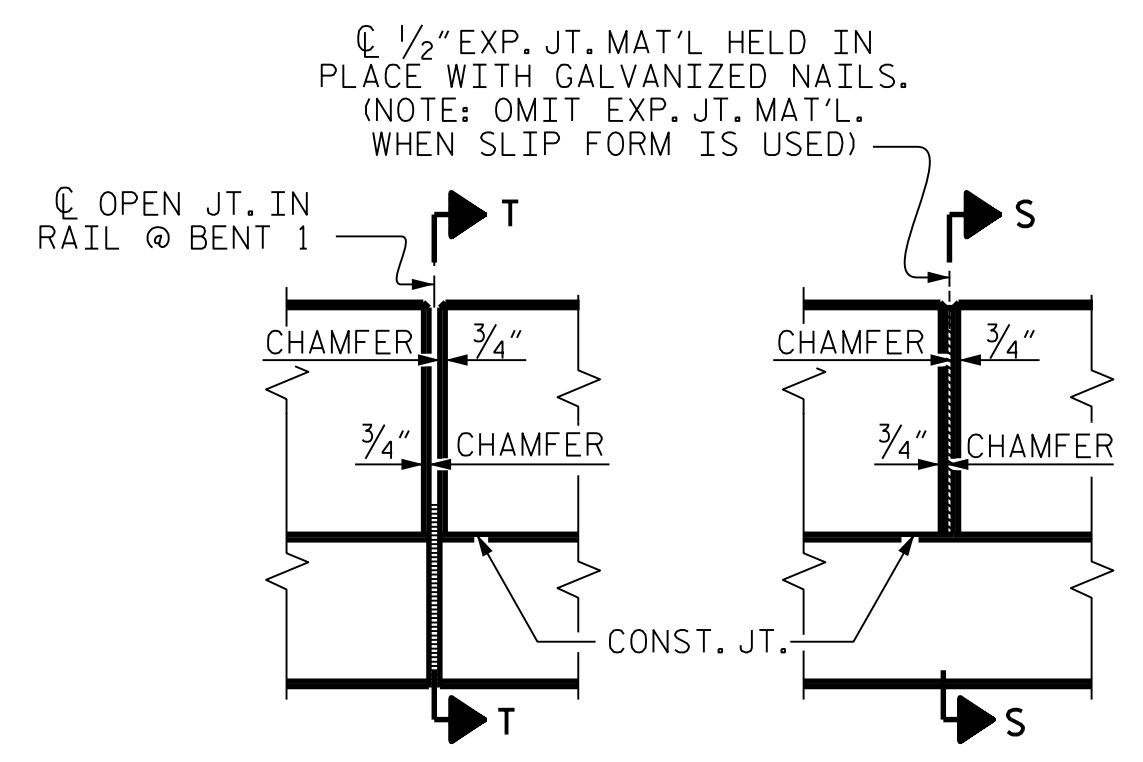 ℄ 1/2" EXP. JT. MAT'L HELD IN
PLACE WITH GALVANIZED NAILS.
(NOTE: OMIT EXP. JT. MAT'L.
WHEN SLIP FORM IS USED)
℄ OPEN JT. IN
RAIL @ BENT 1
T
S
CHAMFER
3/4"
CHAMFER
3/4"
3/4"
CHAMFER
3/4"
CHAMFER
CONST. JT.
T
S